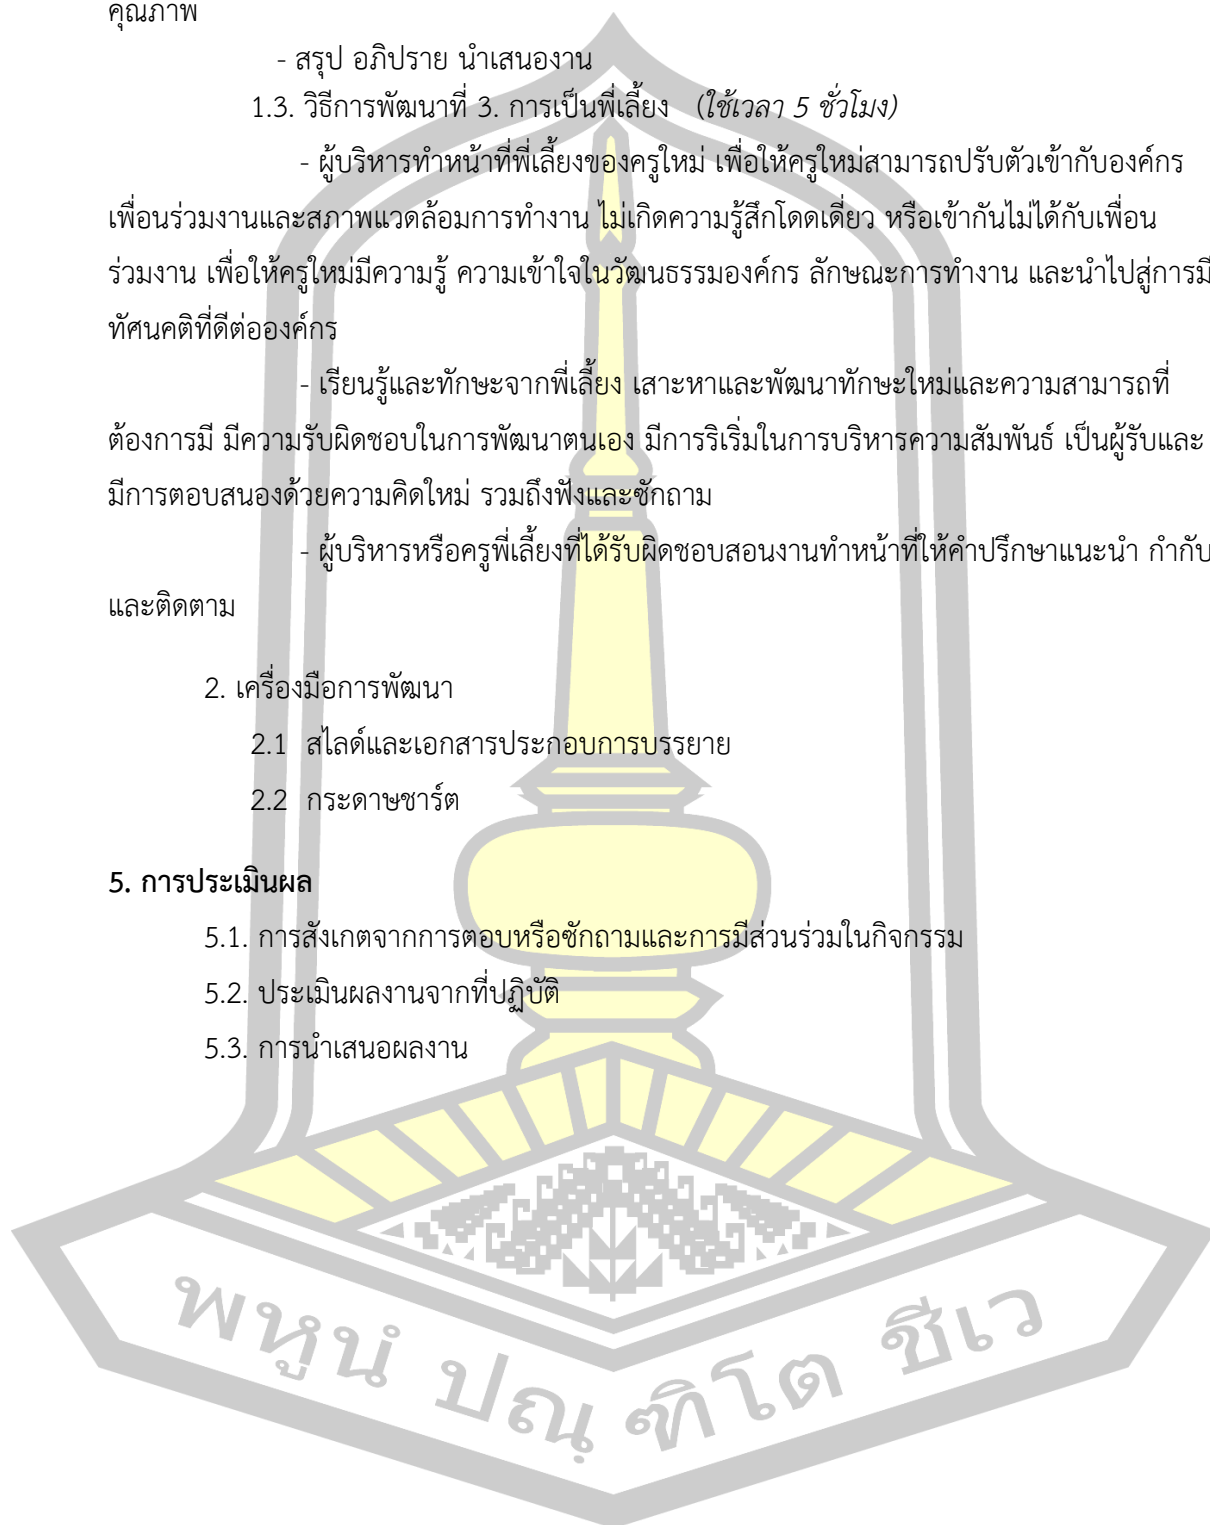 คุณภาพ
- สรุป อภิปราย นำเสนองาน
1.3. วิธีการพัฒนาที่ 3. การเป็นพี่เลี้ยง (ใช้เวลา 5 ชั่วโมง)
- ผู้บริหารทำหน้าที่พี่เลี้ยงของครูใหม่ เพื่อให้ครูใหม่สามารถปรับตัวเข้ากับองค์กร
เพื่อนร่วมงานและสภาพแวดล้อมการทำงาน ไม่เกิดความรู้สึกโดดเดี่ยว หรือเข้ากันไม่ได้กับเพื่อน
ร่วมงาน เพื่อให้ครูใหม่มีความรู้ ความเข้าใจในวัฒนธรรมองค์กร ลักษณะการทำงาน และนำไปสู่การมี
ทัศนคติที่ดีต่อองค์กร
- เรียนรู้และทักษะจากพี่เลี้ยง เสาะหาและพัฒนาทักษะใหม่และความสามารถที่
ต้องการมี มีความรับผิดชอบในการพัฒนาตนเอง มีการริเริ่มในการบริหารความสัมพันธ์ เป็นผู้รับและ
มีการตอบสนองด้วยความคิดใหม่ รวมถึงฟังและซักถาม
- ผู้บริหารหรือครูพี่เลี้ยงที่ได้รับผิดชอบสอนงานทำหน้าที่ให้คำปรึกษาแนะนำ กำกับ
และติดตาม
2. เครื่องมือการพัฒนา
2.1 สไลด์และเอกสารประกอบการบรรยาย
2.2 กระดาษชาร์ต
5. การประเมินผล
5.1. การสังเกตจากการตอบหรือซักถามและการมีส่วนร่วมในกิจกรรม
5.2. ประเมินผลงานจากที่ปฏิบัติ
5.3. การนำเสนอผลงาน
พหูนํ ปณฺฑิโต ชีเว